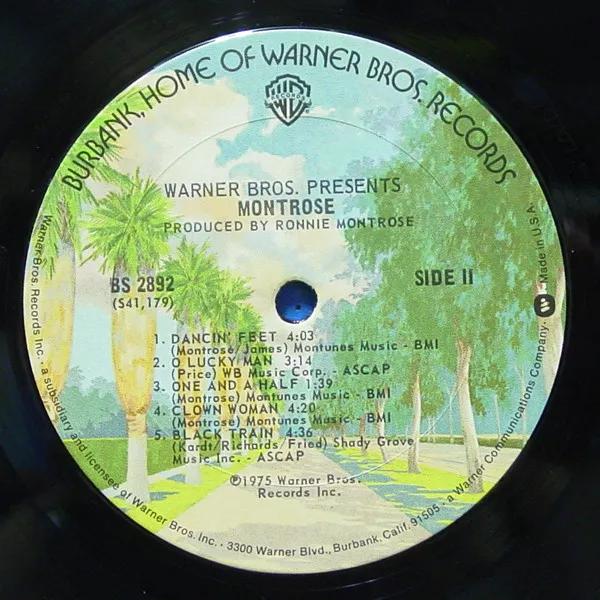 BURBANK, HOME OF WARNER BROS. RECORDS
WB
RECORDS
WARNER BROS. PRESENTS
MONTROSE
PRODUCED BY RONNIE MONTROSE
BS 2892
(S41,179)
SIDE II
1. DANCIN' FEET 4:03
(Montrose/James) Montunes Music - BMI
2. O LUCKY MAN 3:14
(Price) WB Music Corp. - ASCAP
3. ONE AND A HALF 1:39
(Montrose) Montunes Music - BMI
4. CLOWN WOMAN 4:20
(Montrose) Montunes Music - BMI
5. BLACK TRAIN 4:36
(Kardt/Richards/Fried) Shady Grove
Music Inc. - ASCAP
℗1975 Warner Bros.
Records Inc.
Warner Bros. Records Inc. · a subsidiary and licensee of Warner Bros. Inc. · 3300 Warner Blvd., Burbank, Calif. 91505 · a Warner Communications Company · Made in U.S.A.